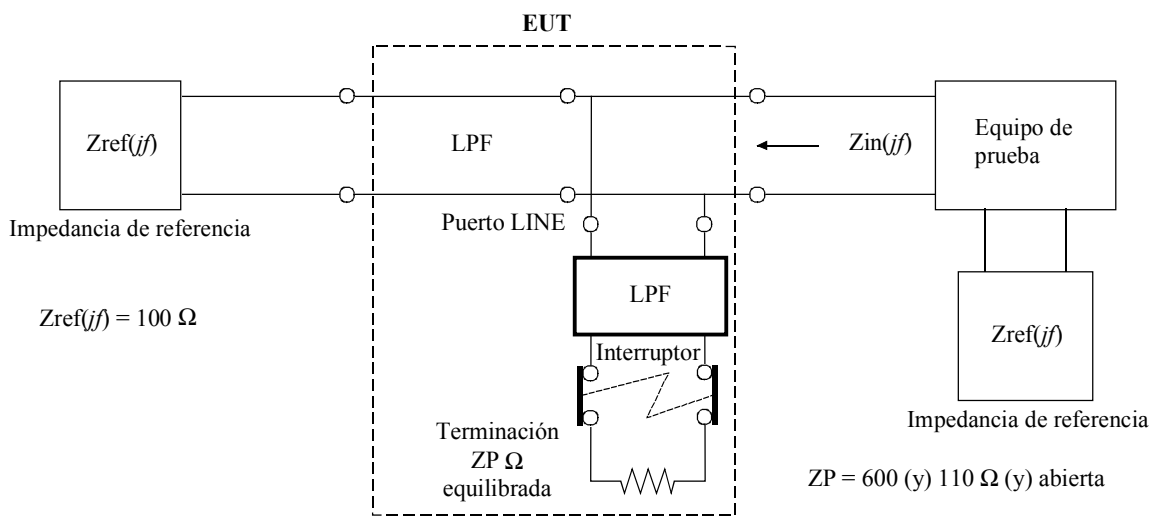 EUT
Zref(jf)
LPF
Zin(jf)
Equipo de
prueba
Impedancia de referencia
Puerto LINE
LPF
Zref(jf) = 100 Ω
Zref(jf)
Interruptor
Impedancia de referencia
Terminación
ZP Ω
equilibrada
ZP = 600 (y) 110 Ω (y) abierta